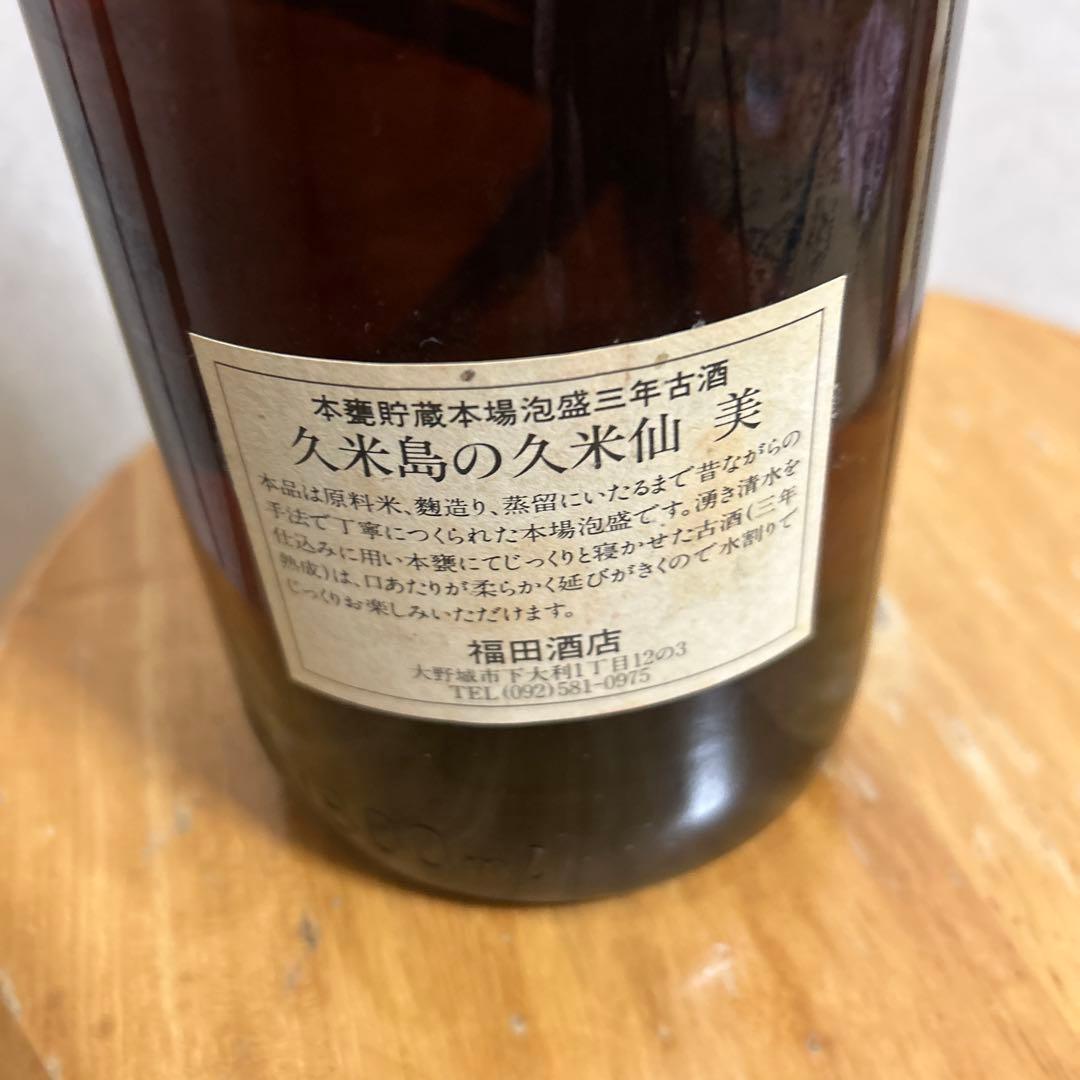 本甕貯蔵本場泡盛三年古酒
久米島の久米仙 美
本品は原料米、麴造り、蒸留にいたるまで昔ながらの
手法で丁寧につくられた本場泡盛です。湧き清水を
仕込みに用い本甕にてじっくりと寝かせた古酒(三年
熟成)は、口あたりが柔らかく延びがきくので水割りで
じっくりお楽しみいただけます。
福田酒店
大野城市下大利1丁目12の3
TEL(092)581-0975